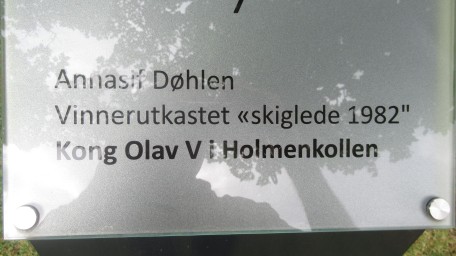 Annasif Døhlen
Vinnerutkastet «skiglede 1982"
Kong Olav V i Holmenkollen